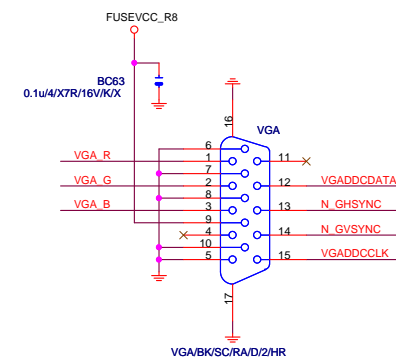 FUSEVCC_R8
BC63
0.1u/4/X7R/16V/K/X
16
VGA
6
VGA_R 1 11
7
VGA_G 2 12 VGADDCDATA
8
VGA_B 3 13 N_GHSYNC
9
4 14 N_GVSYNC
10
5 15 VGADDCCLK
17
VGA/BK/SC/RA/D/2/HR